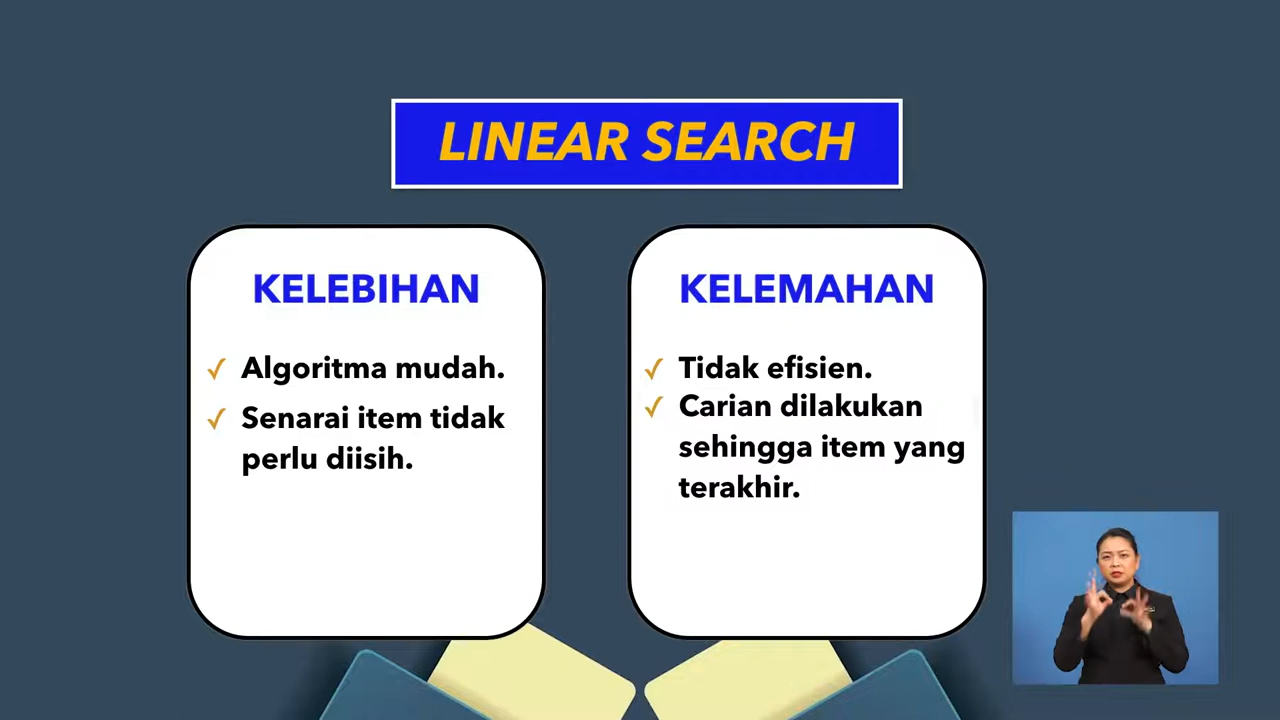 LINEAR SEARCH
KELEBIHAN
✓ Algoritma mudah.
✓ Senarai item tidak
perlu diisih.
KELEMAHAN
✓ Tidak efisien.
✓ Carian dilakukan
sehingga item yang
terakhir.